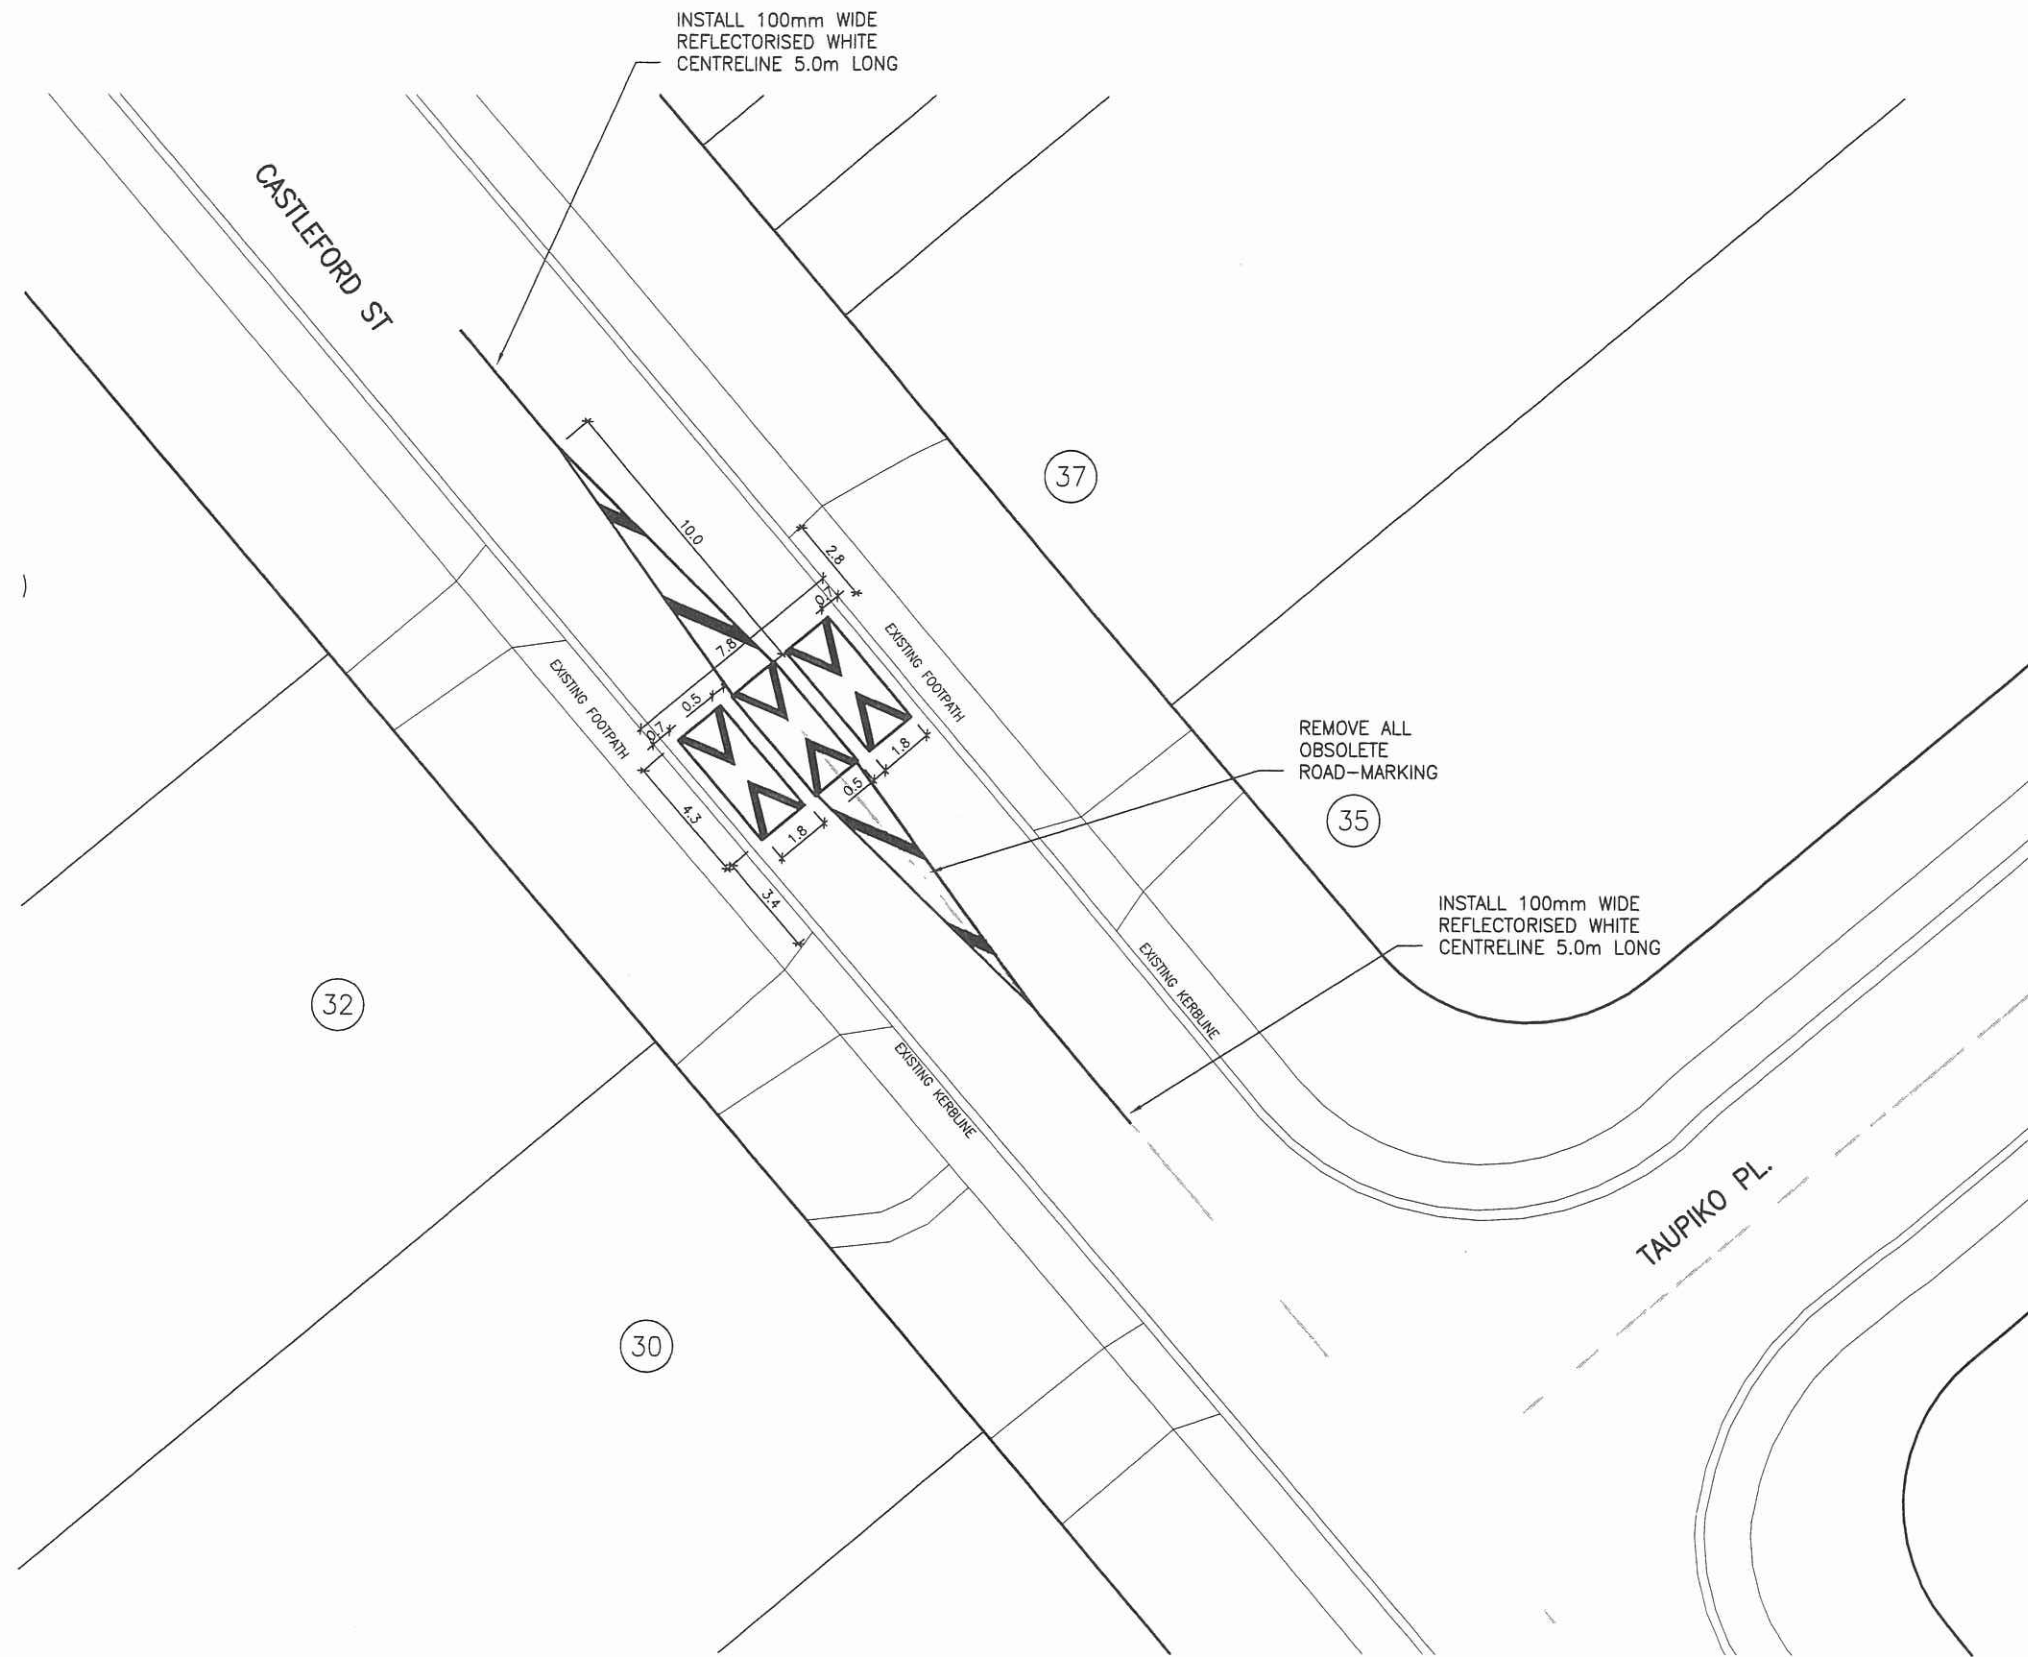 INSTALL 100mm WIDE
REFLECTORISED WHITE
CENTRELINE 5.0m LONG
CASTLEFORD ST
37
10.0
2.8
0.7
7.8
EXISTING FOOTPATH
EXISTING FOOTPATH
0.5
0.7
1.8
0.5
4.3
1.8
3.4
REMOVE ALL
OBSOLETE
ROAD-MARKING
35
INSTALL 100mm WIDE
REFLECTORISED WHITE
CENTRELINE 5.0m LONG
EXISTING KERBLINE
32
EXISTING KERBLINE
TAUPIKO PL.
30
)